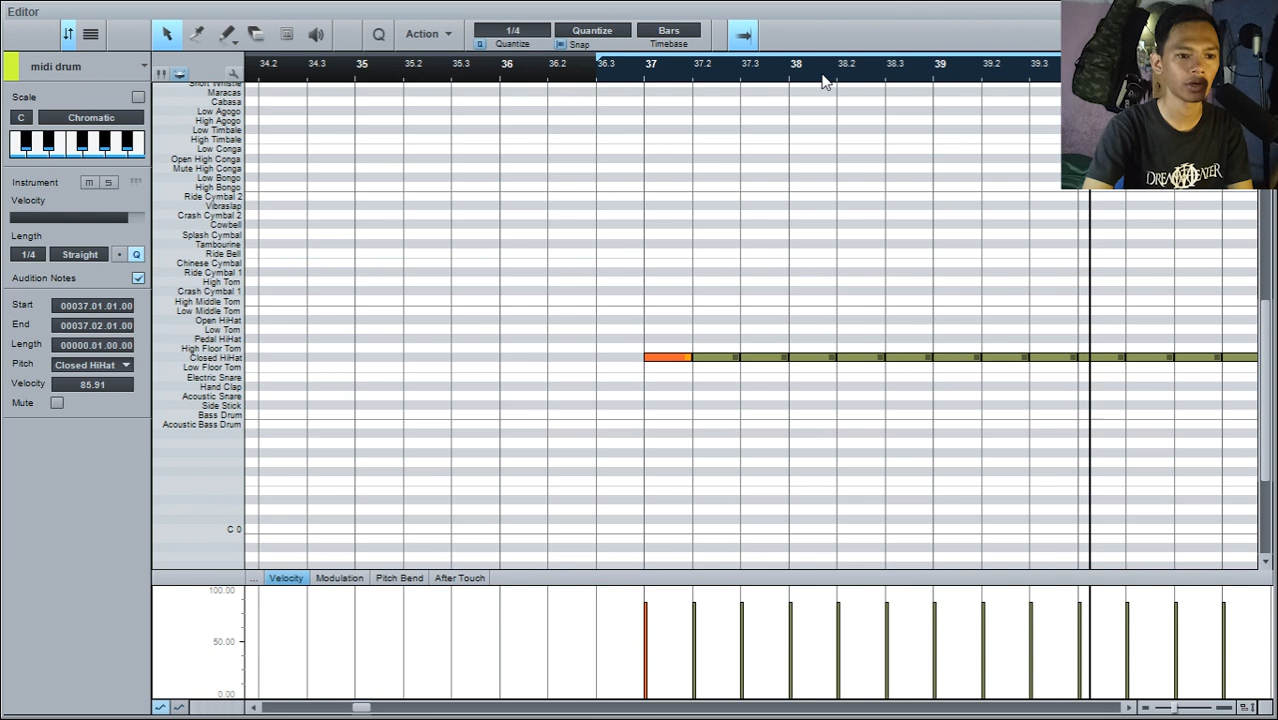 Editor
Action
1/4
Quantize
Bars
Quantize
Snap
Timebase
midi drum
34.2 34.3 35 35.2 35.3 36 36.2 36.3 37 37.2 37.3 38 38.2 38.3 39 39.2 39.3
Scale
C Chromatic
Instrument m s
Velocity
Length
1/4 Straight Q
Audition Notes
Start 00037.01.01.00
End 00037.02.01.00
Length 00000.01.00.00
Pitch Closed HiHat
Velocity 85.91
Mute
Short Whistle
Maracas
Cabasa
Low Agogo
High Agogo
Low Timbale
High Timbale
Low Conga
Open High Conga
Mute High Conga
Low Bongo
High Bongo
Ride Cymbal 2
Vibraslap
Crash Cymbal 2
Cowbell
Splash Cymbal
Tambourine
Ride Bell
Chinese Cymbal
Ride Cymbal 1
High Tom
Crash Cymbal 1
High Middle Tom
Low Middle Tom
Open HiHat
Low Tom
Pedal HiHat
High Floor Tom
Closed HiHat
Low Floor Tom
Electric Snare
Hand Clap
Acoustic Snare
Side Stick
Bass Drum
Acoustic Bass Drum
C 0
... Velocity Modulation Pitch Bend After Touch
100.00
50.00
0.00
DREAM THEATER